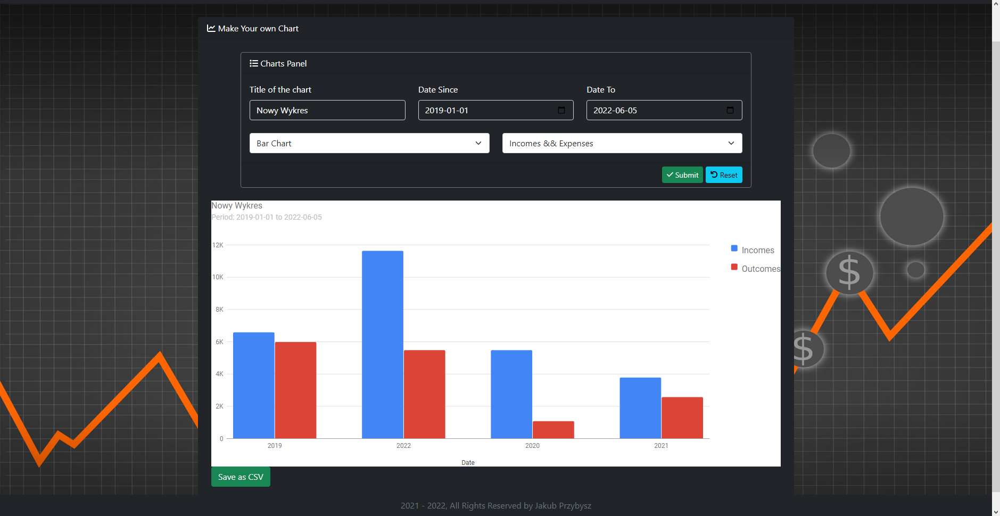 Make Your own Chart
Charts Panel
Title of the chart
Date Since
Date To
Nowy Wykres
2019-01-01
2022-06-05
Bar Chart
Incomes && Expenses
Submit
Reset
Nowy Wykres
Period: 2019-01-01 to 2022-06-05
12K
10K
8K
6K
4K
2K
0
Incomes
Outcomes
2019
2022
2020
2021
Date
$
$
Save as CSV
2021 - 2022, All Rights Reserved by Jakub Przybysz